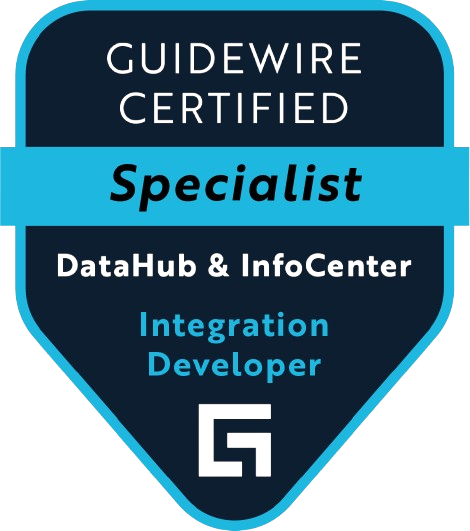 GUIDEWIRE
CERTIFIED
Specialist
DataHub & InfoCenter
Integration
Developer